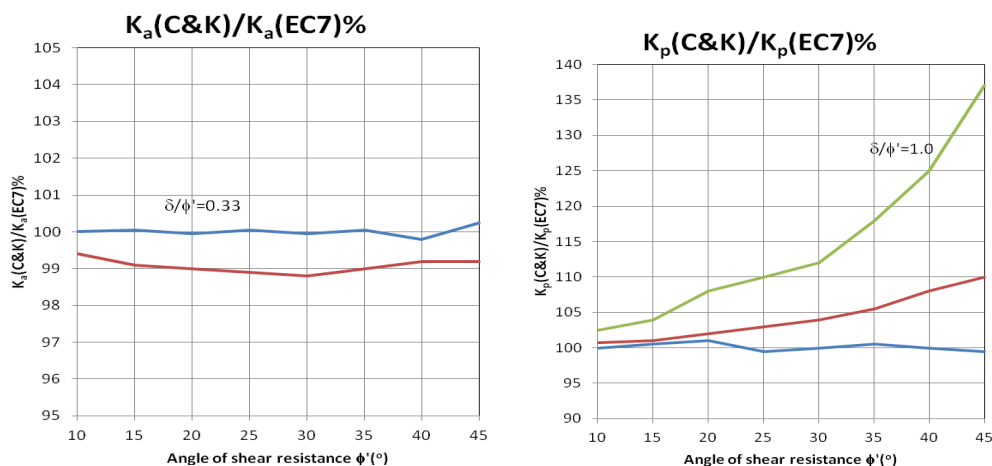 Kₐ(C&K)/Kₐ(EC7)%
105
104
103
102
101
100
99
98
97
96
95
Kₐ(C&K)/Kₐ(EC7)%
δ/ϕ'=0.33
10 15 20 25 30 35 40 45
Angle of shear resistance ϕ'(º)
Kₚ(C&K)/Kₚ(EC7)%
140
135
130
125
120
115
110
105
100
95
90
Kₚ(C&K)/Kₚ(EC7)%
δ/ϕ'=1.0
10 15 20 25 30 35 40 45
Angle of shear resistance ϕ'(º)